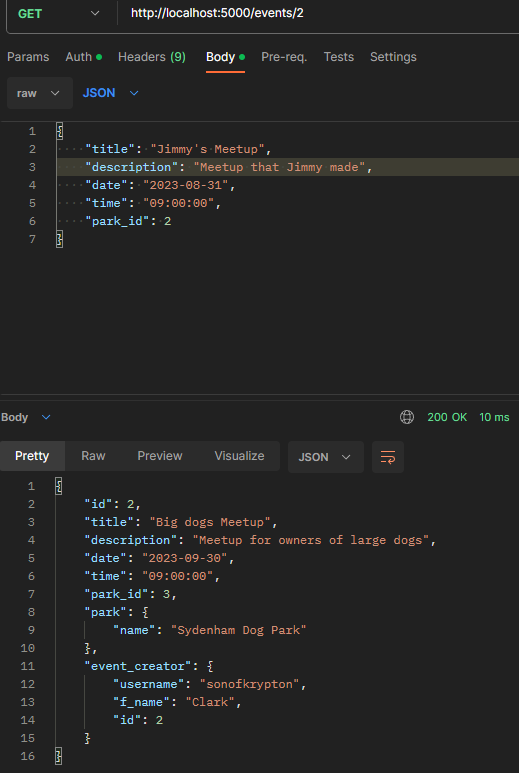 GET http://localhost:5000/events/2
Params Auth Headers (9) Body Pre-req. Tests Settings
raw JSON
1 {
2 "title": "Jimmy's Meetup",
3 "description": "Meetup that Jimmy made",
4 "date": "2023-08-31",
5 "time": "09:00:00",
6 "park_id": 2
7 }
Body 200 OK 10 ms
Pretty Raw Preview Visualize JSON
1 {
2 "id": 2,
3 "title": "Big dogs Meetup",
4 "description": "Meetup for owners of large dogs",
5 "date": "2023-09-30",
6 "time": "09:00:00",
7 "park_id": 3,
8 "park": {
9 "name": "Sydenham Dog Park"
10 },
11 "event_creator": {
12 "username": "sonofkrypton",
13 "f_name": "Clark",
14 "id": 2
15 }
16 }